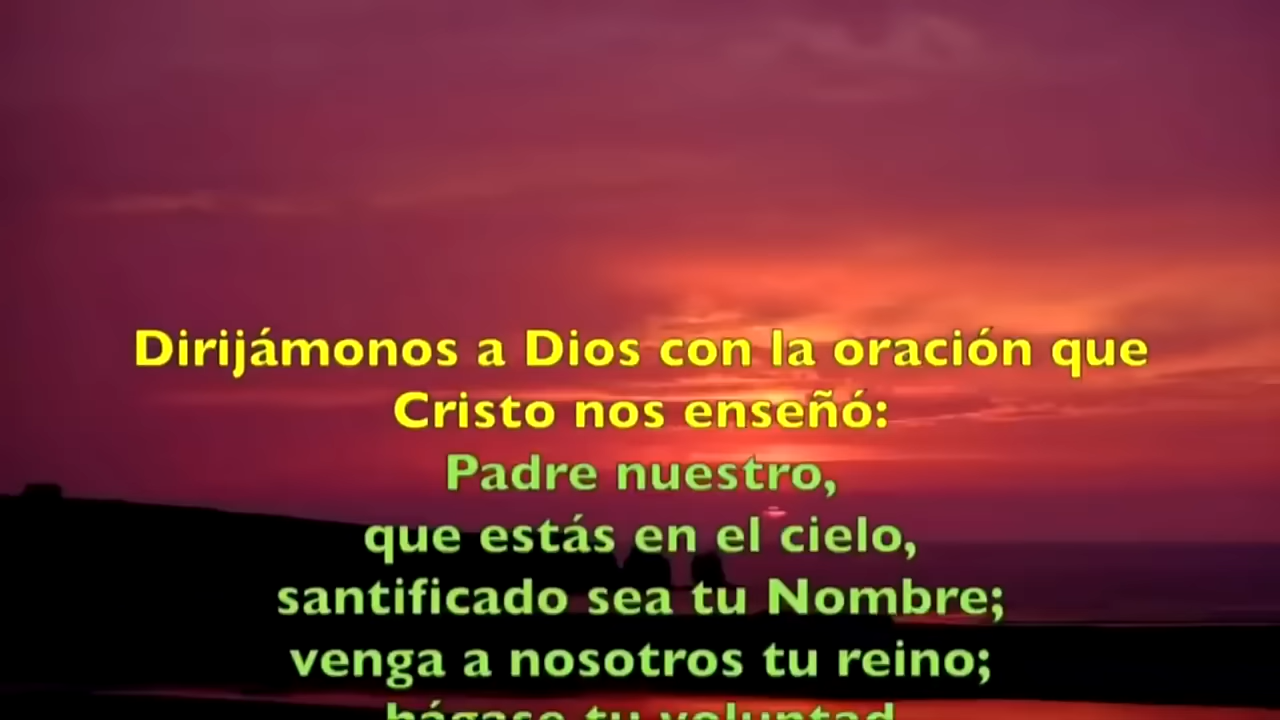 Dirijámonos a Dios con la oración que
Cristo nos enseñó:
Padre nuestro,
que estás en el cielo,
santificado sea tu Nombre;
venga a nosotros tu reino;
hágase tu voluntad